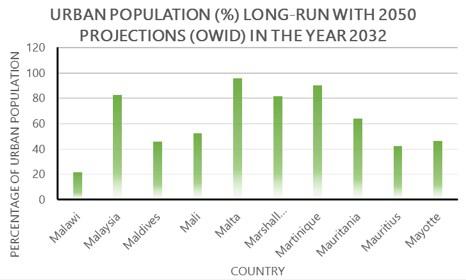 URBAN POPULATION (%) LONG-RUN WITH 2050
PROJECTIONS (OWID) IN THE YEAR 2032
PERCENTAGE OF URBAN POPULATION
120
100
80
60
40
20
0
Malawi
Malaysia
Maldives
Mali
Malta
Marshall...
Martinique
Mauritania
Mauritius
Mayotte
COUNTRY